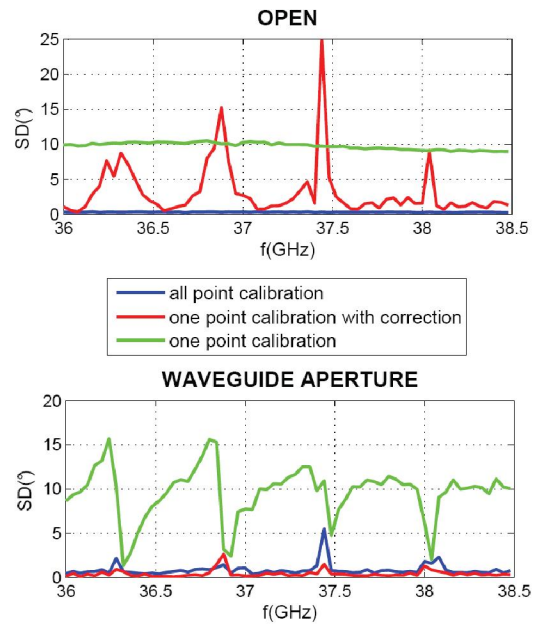 OPEN
25
20
15
10
5
0
SD(°)
36
36.5
37
37.5
38
38.5
f(GHz)
all point calibration
one point calibration with correction
one point calibration
WAVEGUIDE APERTURE
20
15
10
5
0
SD(°)
36
36.5
37
37.5
38
38.5
f(GHz)